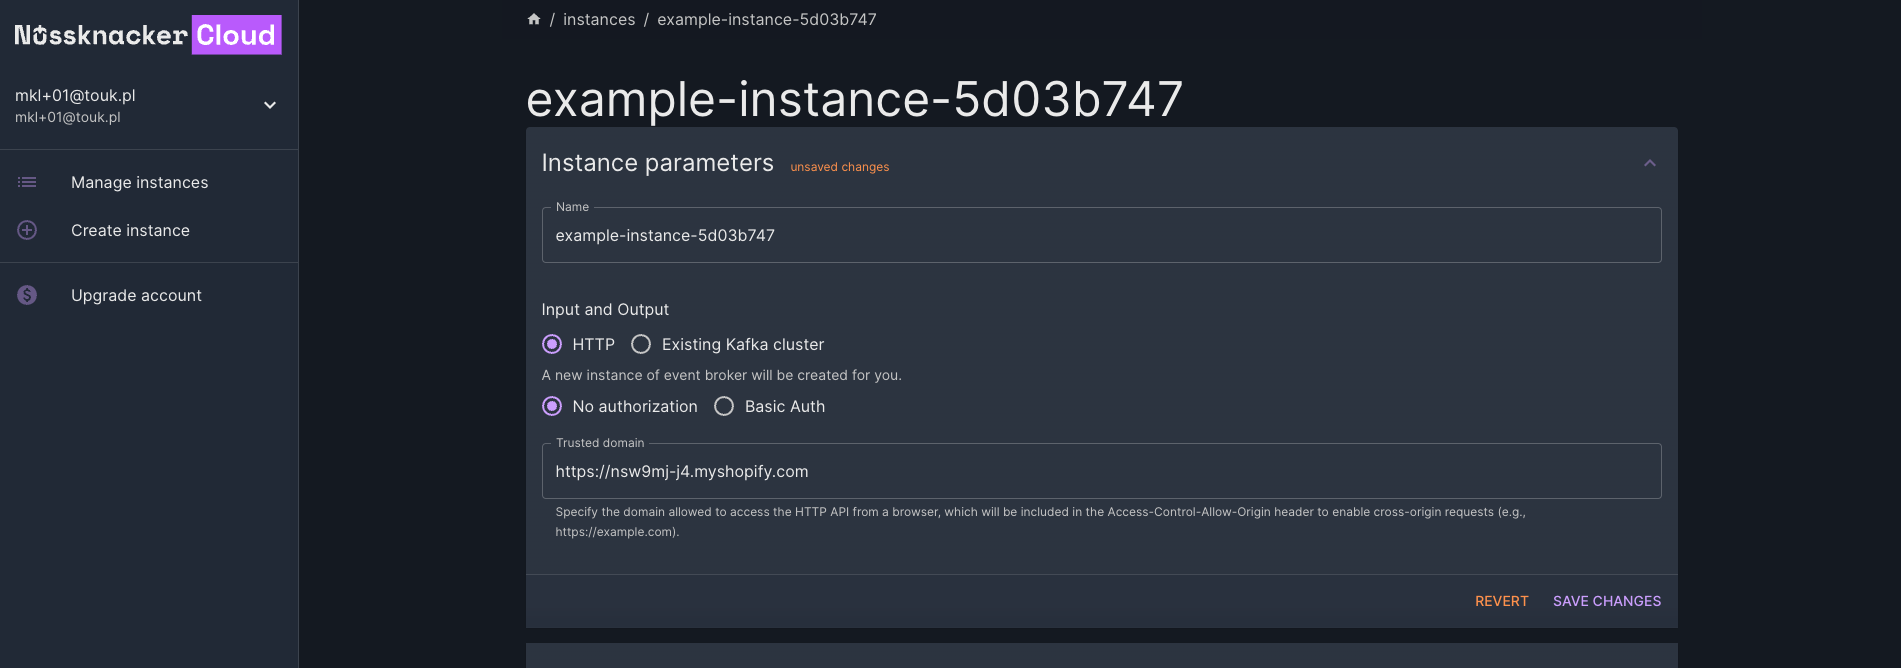 Nussknacker Cloud
mkl+01@touk.pl
mkl+01@touk.pl
Manage instances
Create instance
Upgrade account
/ instances / example-instance-5d03b747
example-instance-5d03b747
Instance parameters unsaved changes
Name
example-instance-5d03b747
Input and Output
HTTP Existing Kafka cluster
A new instance of event broker will be created for you.
No authorization Basic Auth
Trusted domain
https://nsw9mj-j4.myshopify.com
Specify the domain allowed to access the HTTP API from a browser, which will be included in the Access-Control-Allow-Origin header to enable cross-origin requests (e.g.,
https://example.com).
REVERT SAVE CHANGES